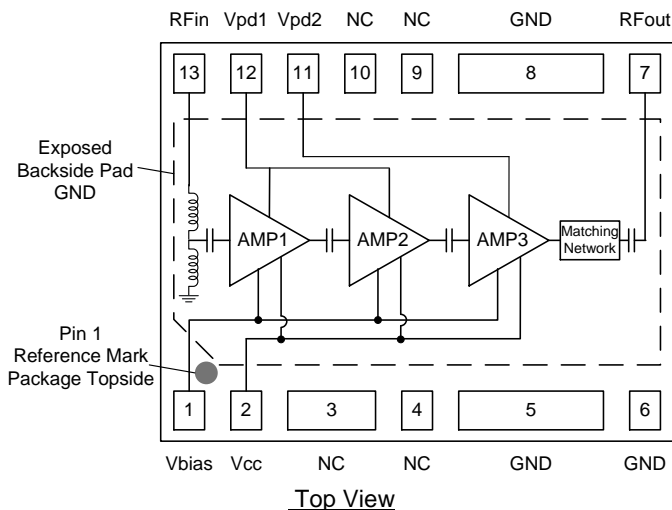 RFin Vpd1 Vpd2 NC NC GND RFout
13 12 11 10 9 8 7
Exposed
Backside Pad
GND
AMP1 AMP2 AMP3 Matching
Network
Pin 1
Reference Mark
Package Topside
1 2 3 4 5 6
Vbias Vcc NC NC GND GND
Top View